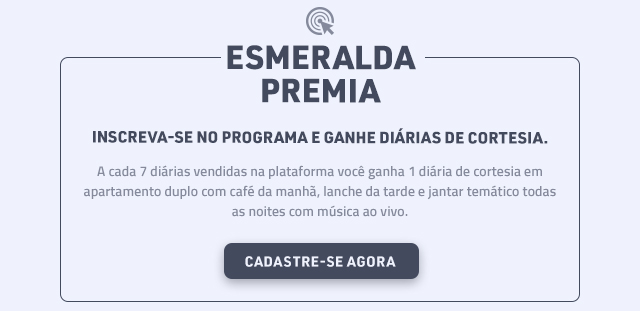 ESMERALDA
PREMIA
INSCREVA-SE NO PROGRAMA E GANHE DIÁRIAS DE CORTESIA.
A cada 7 diárias vendidas na plataforma você ganha 1 diária de cortesia em
apartamento duplo com café da manhã, lanche da tarde e jantar temático todas
as noites com música ao vivo.
CADASTRE-SE AGORA